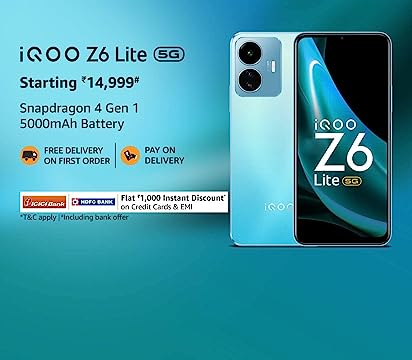 iQOO Z6 Lite 5G
Starting ₹14,999#
Snapdragon 4 Gen 1
5000mAh Battery
FREE DELIVERY
ON FIRST ORDER
PAY ON
DELIVERY
ICICI Bank
HDFC BANK
Flat ₹1,000 Instant Discount*
on Credit Cards & EMI
*T&C apply | #Including bank offer
iQOO
iQOO
Z6
Lite 5G